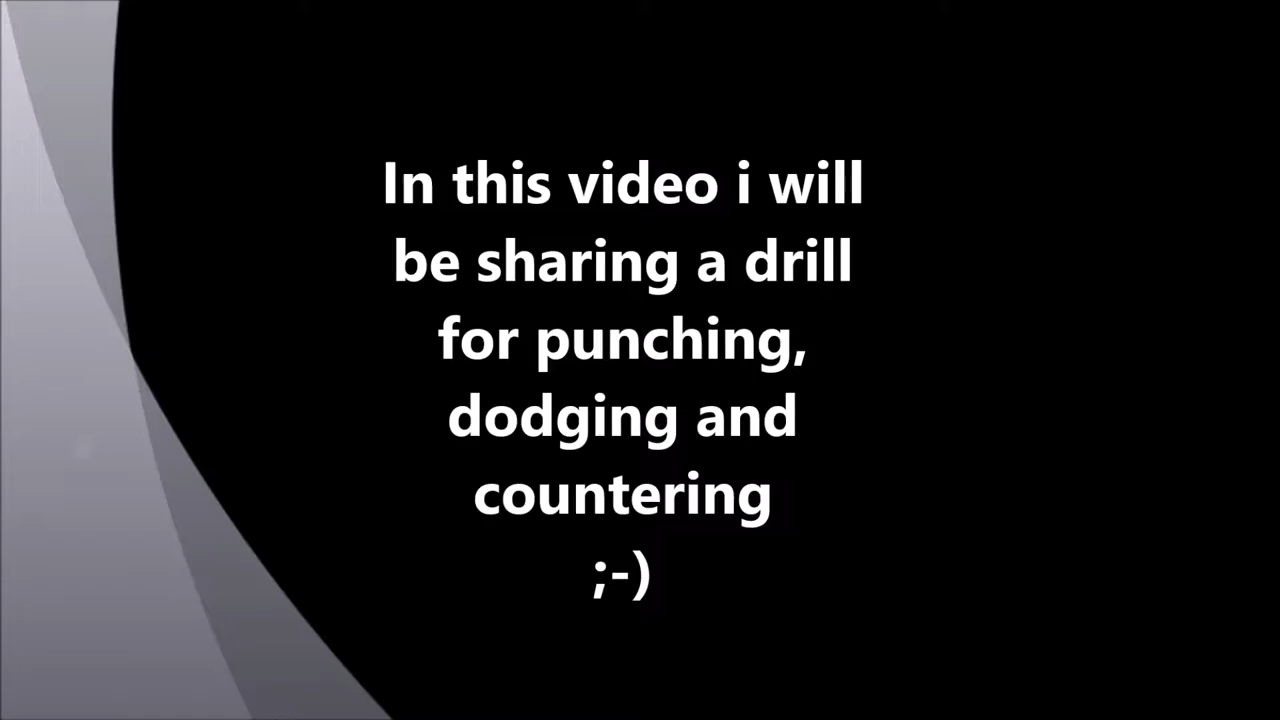 In this video i will
be sharing a drill
for punching,
dodging and
countering
;-)